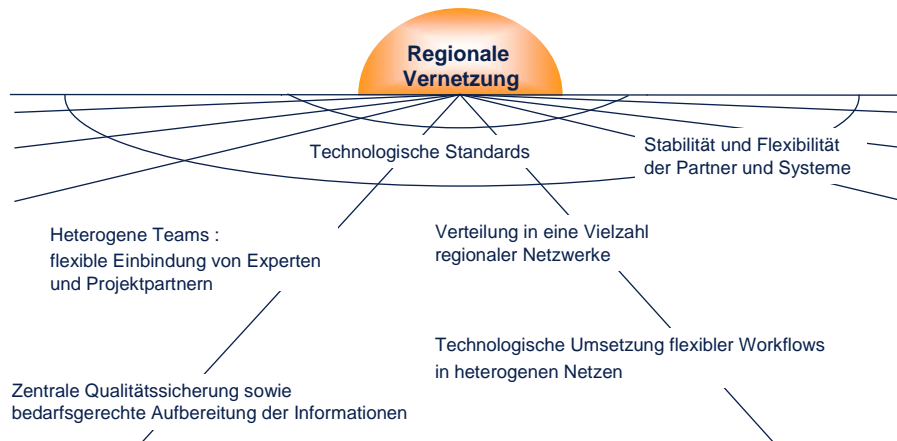 Regionale
Vernetzung
Technologische Standards
Stabilität und Flexibilität
der Partner und Systeme
Heterogene Teams :
flexible Einbindung von Experten
und Projektpartnern
Verteilung in eine Vielzahl
regionaler Netzwerke
Technologische Umsetzung flexibler Workflows
in heterogenen Netzen
Zentrale Qualitätssicherung sowie
bedarfsgerechte Aufbereitung der Informationen